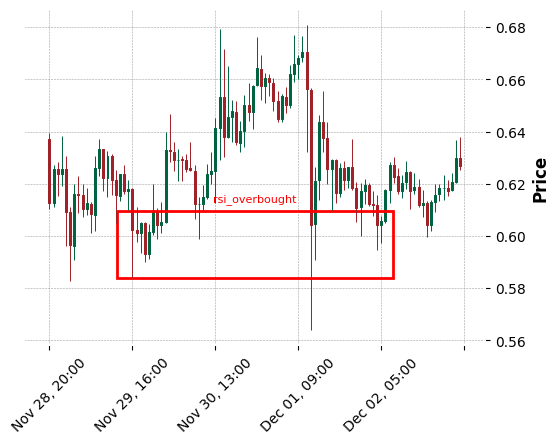 0.68
0.66
0.64
0.62
rsi_overbought
0.60
0.58
0.56
Price
Nov 28, 20:00
Nov 29, 16:00
Nov 30, 13:00
Dec 01, 09:00
Dec 02, 05:00